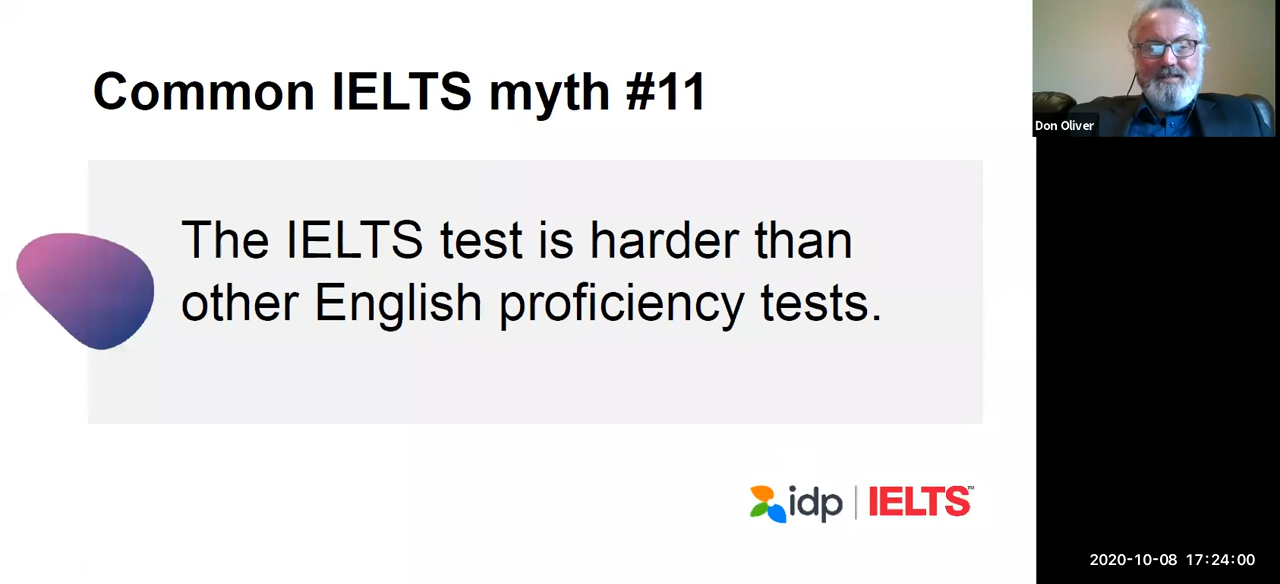 Common IELTS myth #11
Don Oliver
The IELTS test is harder than
other English proficiency tests.
idp | IELTS™
2020-10-08 17:24:00